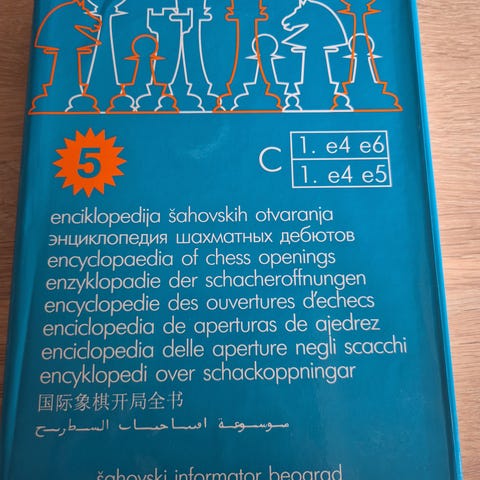 5
C
1. e4 e6
1. e4 e5
enciklopedija šahovskih otvaranja
энциклопедия шахматных дебютов
encyclopaedia of chess openings
enzyklopadie der schacheroffnungen
encyclopedie des ouvertures d'echecs
enciclopedia de aperturas de ajedrez
enciclopedia delle aperture negli scacchi
encyklopedi over schackoppningar
国际象棋开局全书
موسوعة افتتاحيات الشطرنج
šahovski informator beograd